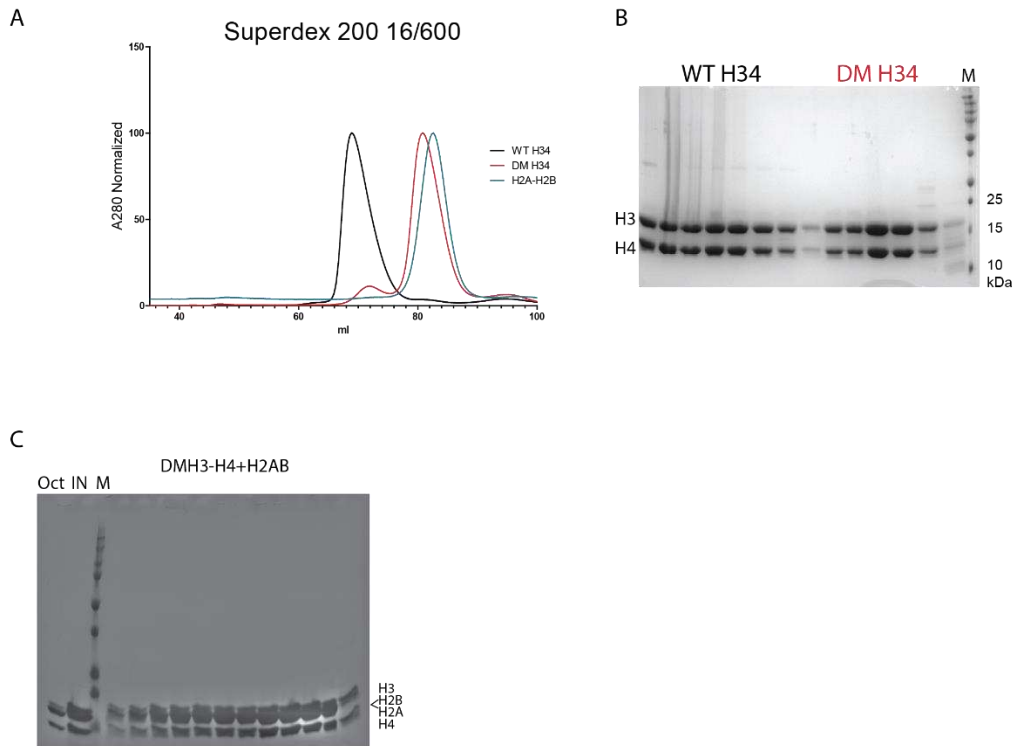 A
Superdex 200 16/600
150
100
50
0
A280 Normalized
40
60
80
100
ml
WT H34
DM H34
H2A-H2B
B
WT H34
DM H34
M
H3
H4
25
15
10
kDa
C
DMH3-H4+H2AB
Oct IN M
H3
H2B
H2A
H4